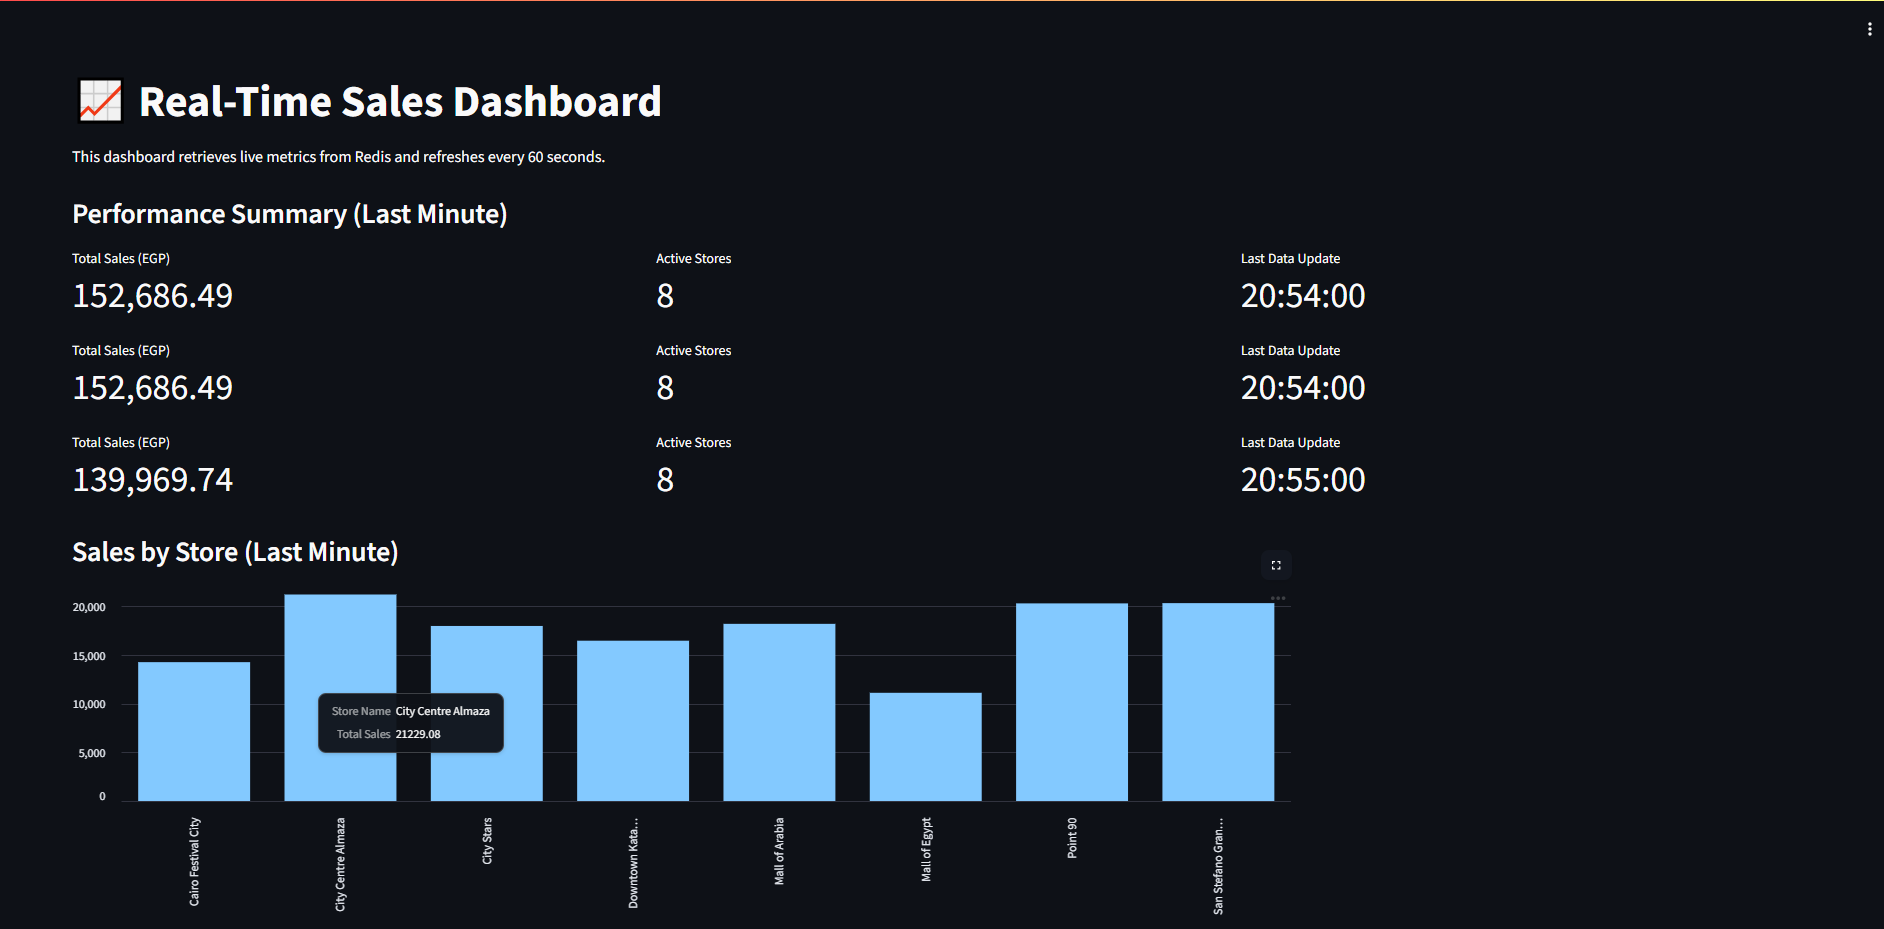 Real-Time Sales Dashboard
This dashboard retrieves live metrics from Redis and refreshes every 60 seconds.
Performance Summary (Last Minute)
Total Sales (EGP) Active Stores Last Data Update
152,686.49 8 20:54:00
Total Sales (EGP) Active Stores Last Data Update
152,686.49 8 20:54:00
Total Sales (EGP) Active Stores Last Data Update
139,969.74 8 20:55:00
Sales by Store (Last Minute)
20,000
15,000
10,000
5,000
0
Store Name City Centre Almaza
Total Sales 21229.08
Cairo Festival City
City Centre Almaza
City Stars
Downtown Kata...
Mall of Arabia
Mall of Egypt
Point 90
San Stefano Gran...